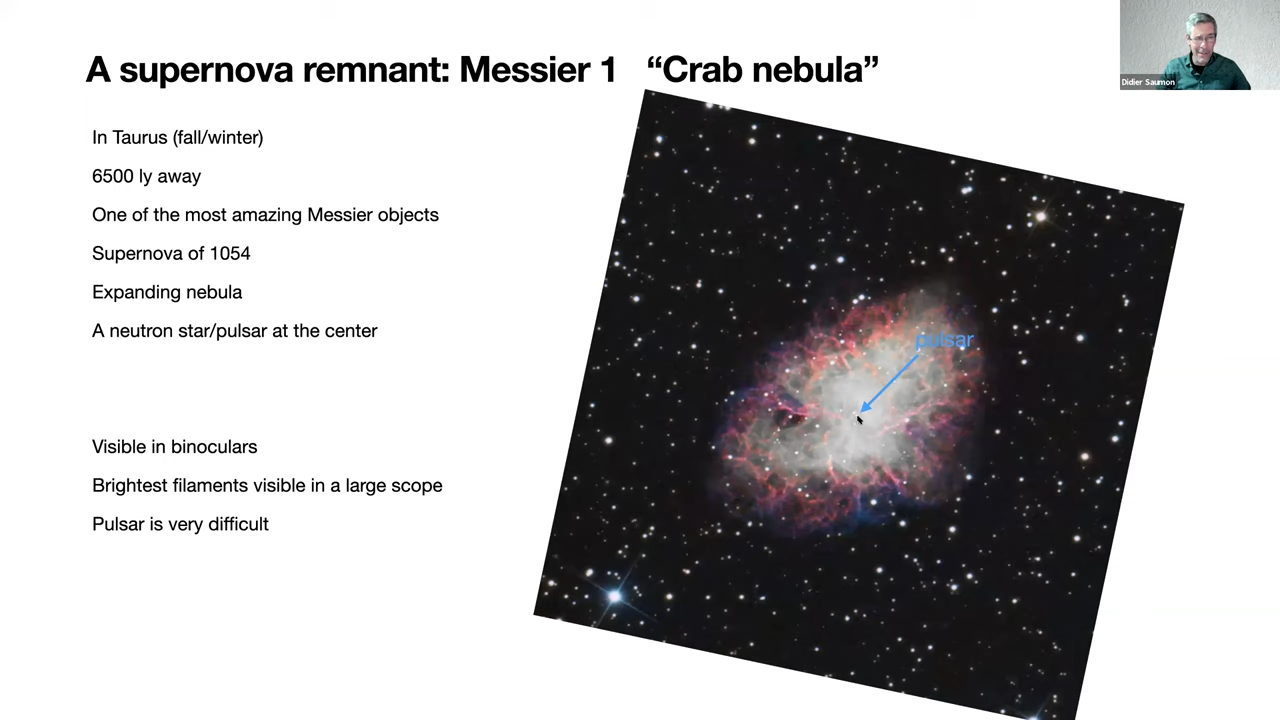 A supernova remnant: Messier 1 “Crab nebula”
Didier Saumon
In Taurus (fall/winter)
6500 ly away
One of the most amazing Messier objects
Supernova of 1054
Expanding nebula
A neutron star/pulsar at the center
pulsar
Visible in binoculars
Brightest filaments visible in a large scope
Pulsar is very difficult